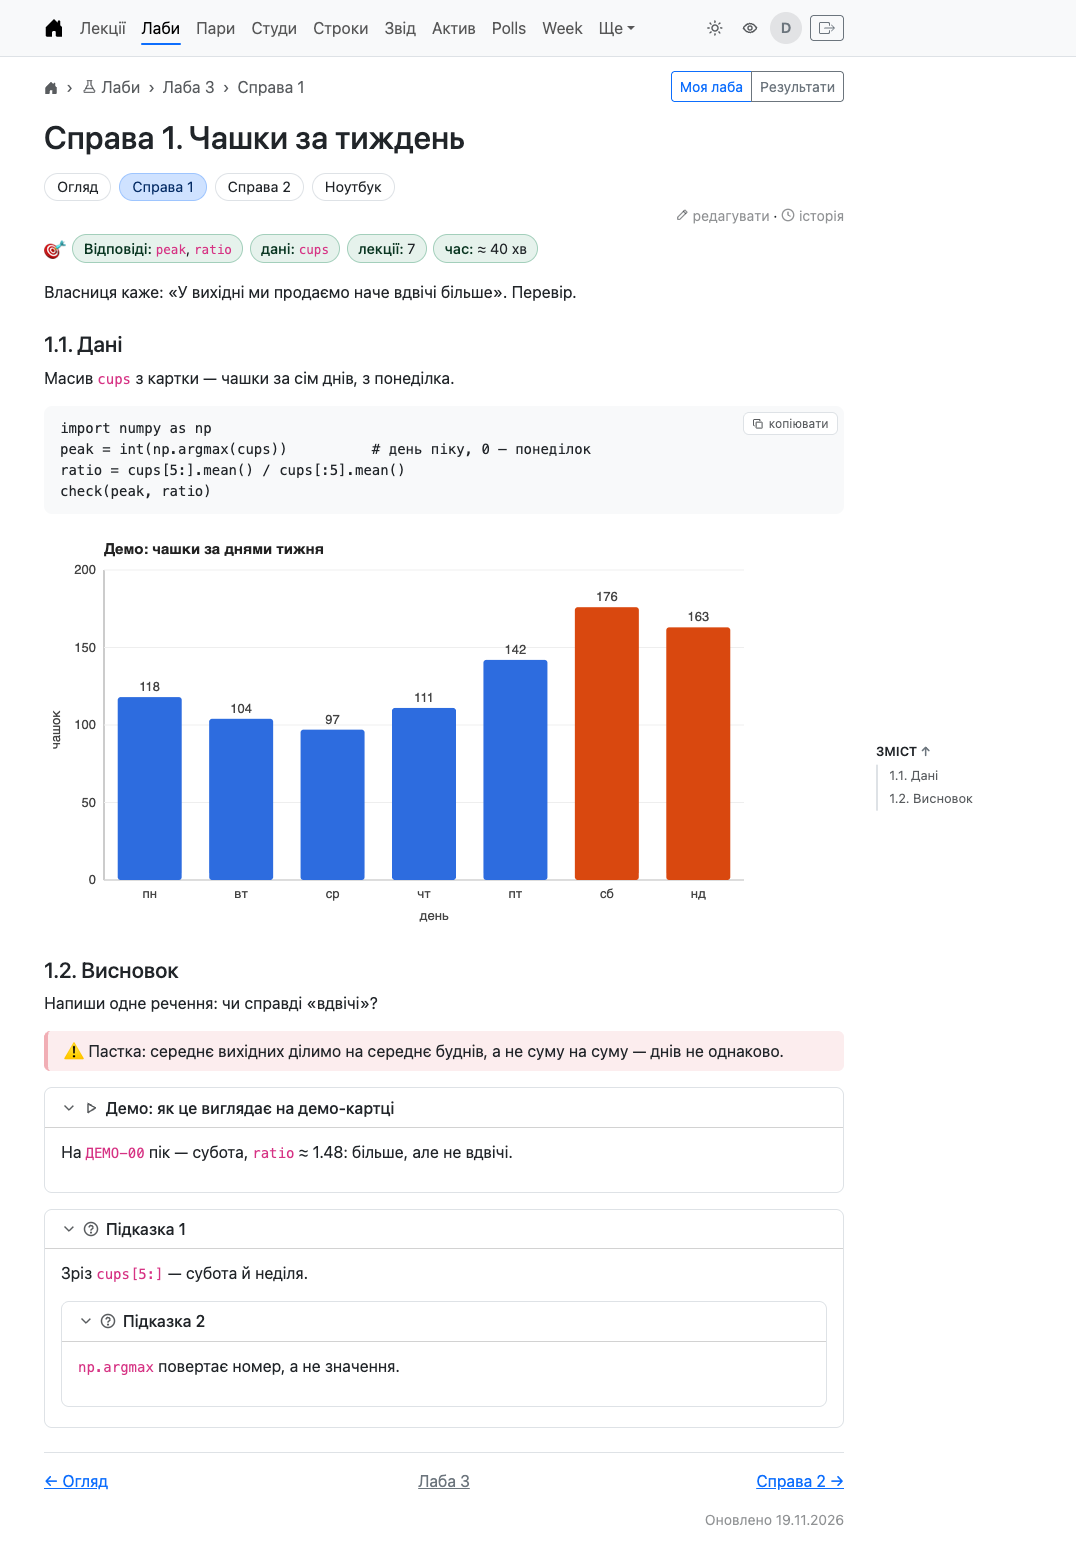 Лекції Лаби Пари Студи Строки Звід Актив Polls Week Ще D
› Лаби › Лаба 3 › Справа 1 Моя лаба Результати
Справа 1. Чашки за тиждень
Огляд Справа 1 Справа 2 Ноутбук
редагувати · історія
Відповіді: peak, ratio дані: cups лекції: 7 час: ≈ 40 хв
Власниця каже: «У вихідні ми продаємо наче вдвічі більше». Перевір.
1.1. Дані
Масив cups з картки — чашки за сім днів, з понеділка.
копіювати
import numpy as np
peak = int(np.argmax(cups)) # день піку, 0 — понеділок
ratio = cups[5:].mean() / cups[:5].mean()
check(peak, ratio)
Демо: чашки за днями тижня
200
150
100
50
0
чашок
118
104
97
111
142
176
163
пн вт ср чт пт сб нд
день
ЗМІСТ ↑
1.1. Дані
1.2. Висновок
1.2. Висновок
Напиши одне речення: чи справді «вдвічі»?
⚠️ Пастка: середнє вихідних ділимо на середнє буднів, а не суму на суму — днів не однаково.
Демо: як це виглядає на демо-картці
На ДЕМО-00 пік — субота, ratio ≈ 1.48: більше, але не вдвічі.
Підказка 1
Зріз cups[5:] — субота й неділя.
Підказка 2
np.argmax повертає номер, а не значення.
← Огляд Лаба 3 Справа 2 →
Оновлено 19.11.2026